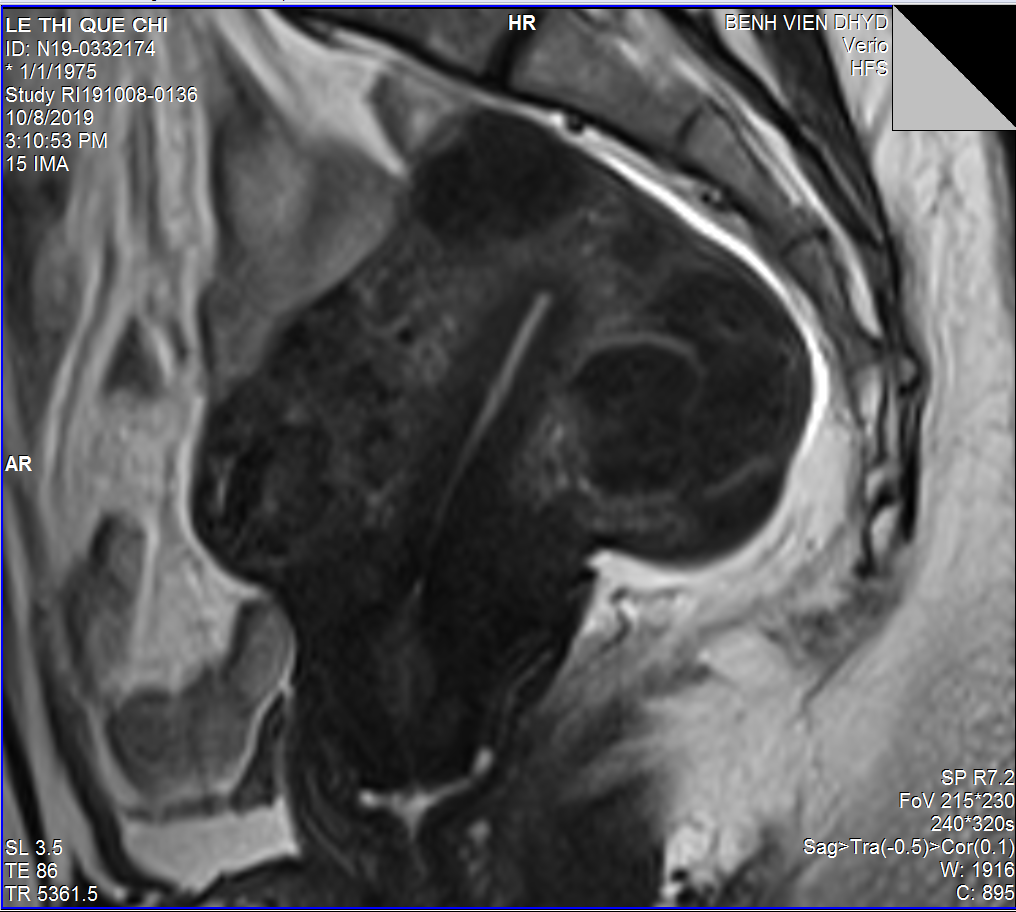 LE THI QUE CHI
ID: N19-0332174
* 1/1/1975
Study RI191008-0136
10/8/2019
3:10:53 PM
15 IMA
HR
BENH VIEN DHYD
Verio
HFS
AR
SL 3.5
TE 86
TR 5361.5
SP R7.2
FoV 215*230
240*320s
Sag>Tra(-0.5)>Cor(0.1)
W: 1916
C: 895